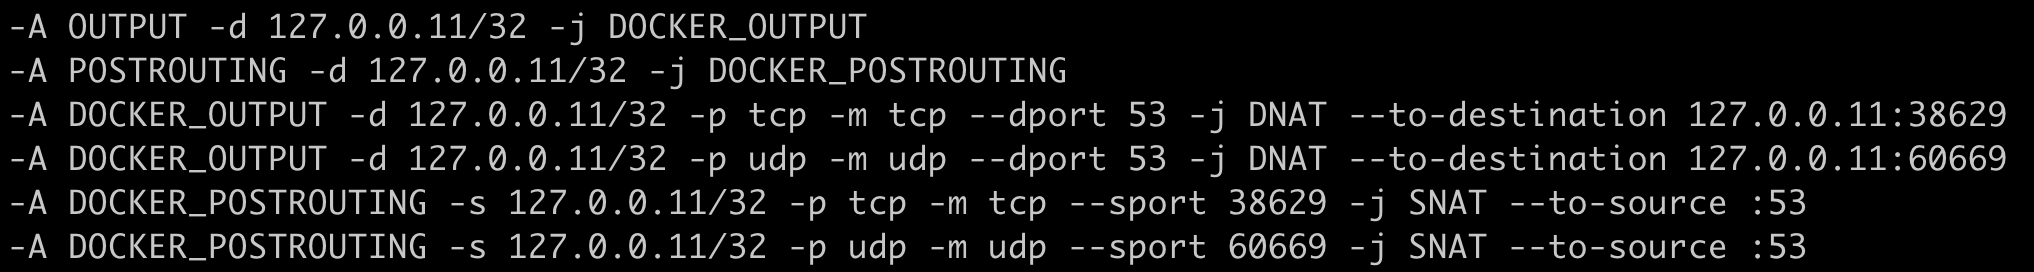 -A OUTPUT -d 127.0.0.11/32 -j DOCKER_OUTPUT
-A POSTROUTING -d 127.0.0.11/32 -j DOCKER_POSTROUTING
-A DOCKER_OUTPUT -d 127.0.0.11/32 -p tcp -m tcp --dport 53 -j DNAT --to-destination 127.0.0.11:38629
-A DOCKER_OUTPUT -d 127.0.0.11/32 -p udp -m udp --dport 53 -j DNAT --to-destination 127.0.0.11:60669
-A DOCKER_POSTROUTING -s 127.0.0.11/32 -p tcp -m tcp --sport 38629 -j SNAT --to-source :53
-A DOCKER_POSTROUTING -s 127.0.0.11/32 -p udp -m udp --sport 60669 -j SNAT --to-source :53